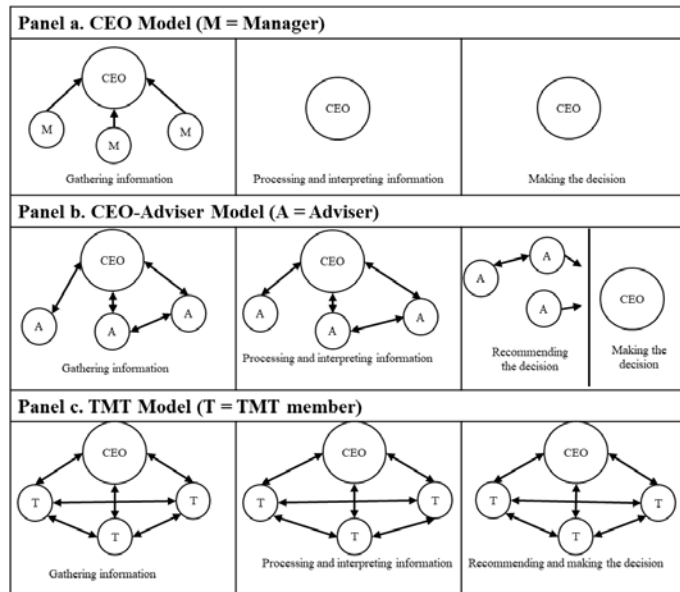 Panel a. CEO Model (M = Manager)
CEO
M
M
M
Gathering information
CEO
Processing and interpreting information
CEO
Making the decision
Panel b. CEO-Adviser Model (A = Adviser)
CEO
A
A
A
Gathering information
CEO
A
A
A
Processing and interpreting information
A
A
A
Recommending
the decision
CEO
Making the
decision
Panel c. TMT Model (T = TMT member)
CEO
T
T
T
Gathering information
CEO
T
T
T
Processing and interpreting information
CEO
T
T
T
Recommending and making the decision